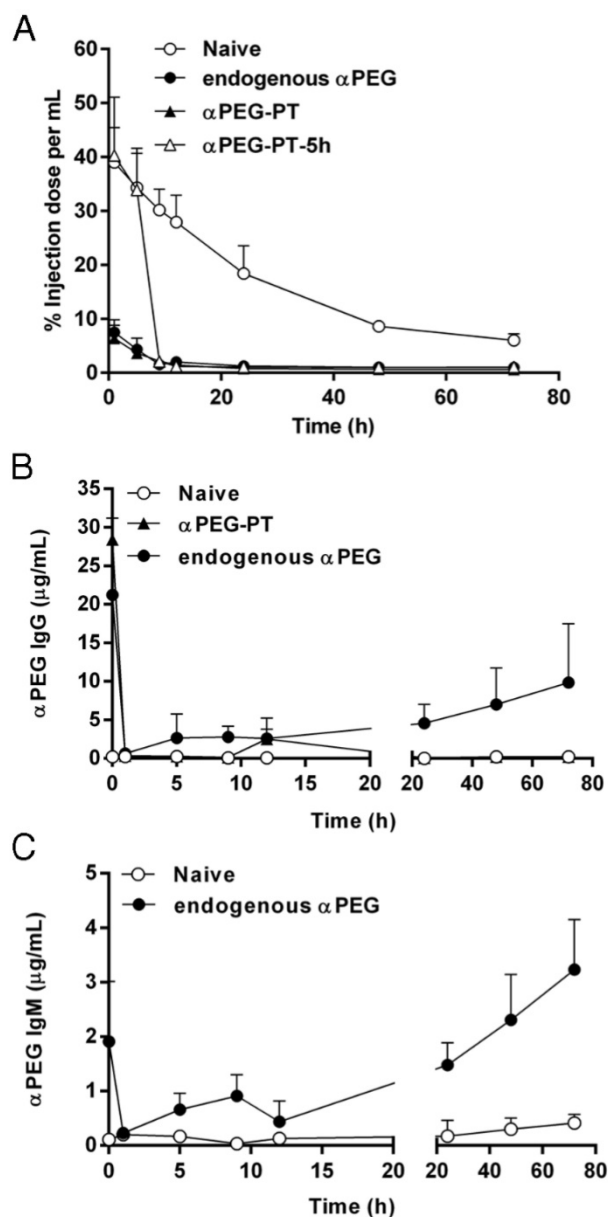 A
Naive
endogenous αPEG
αPEG-PT
αPEG-PT-5h
% Injection dose per mL
60
50
40
30
20
10
0
0 20 40 60 80
Time (h)
B
Naive
αPEG-PT
endogenous αPEG
αPEG IgG (μg/mL)
35
30
25
20
15
10
5
0
0 5 10 15 20 20 40 60 80
Time (h)
C
Naive
endogenous αPEG
αPEG IgM (μg/mL)
5
4
3
2
1
0
0 5 10 15 20 20 40 60 80
Time (h)